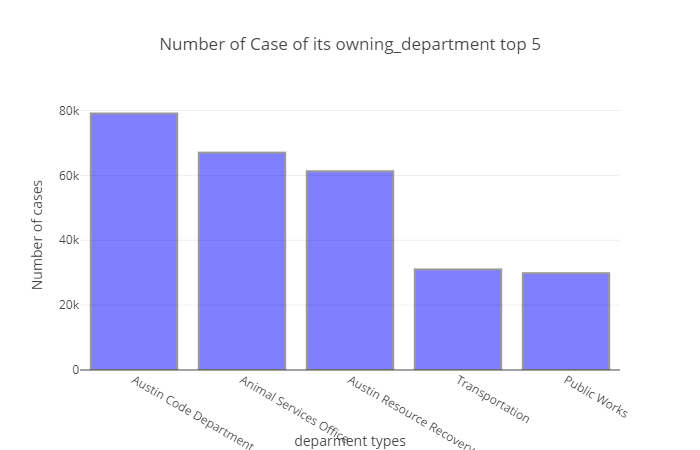 Number of Case of its owning_department top 5
Number of cases
80k
60k
40k
20k
0
Austin Code Department
Animal Services Office
Austin Resource Recovery
Transportation
Public Works
deparment types